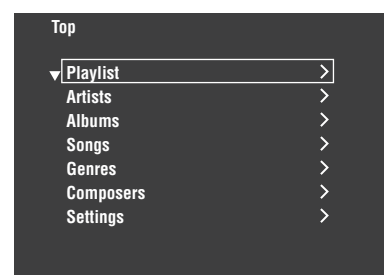 Top
Playlist
Artists
Albums
Songs
Genres
Composers
Settings